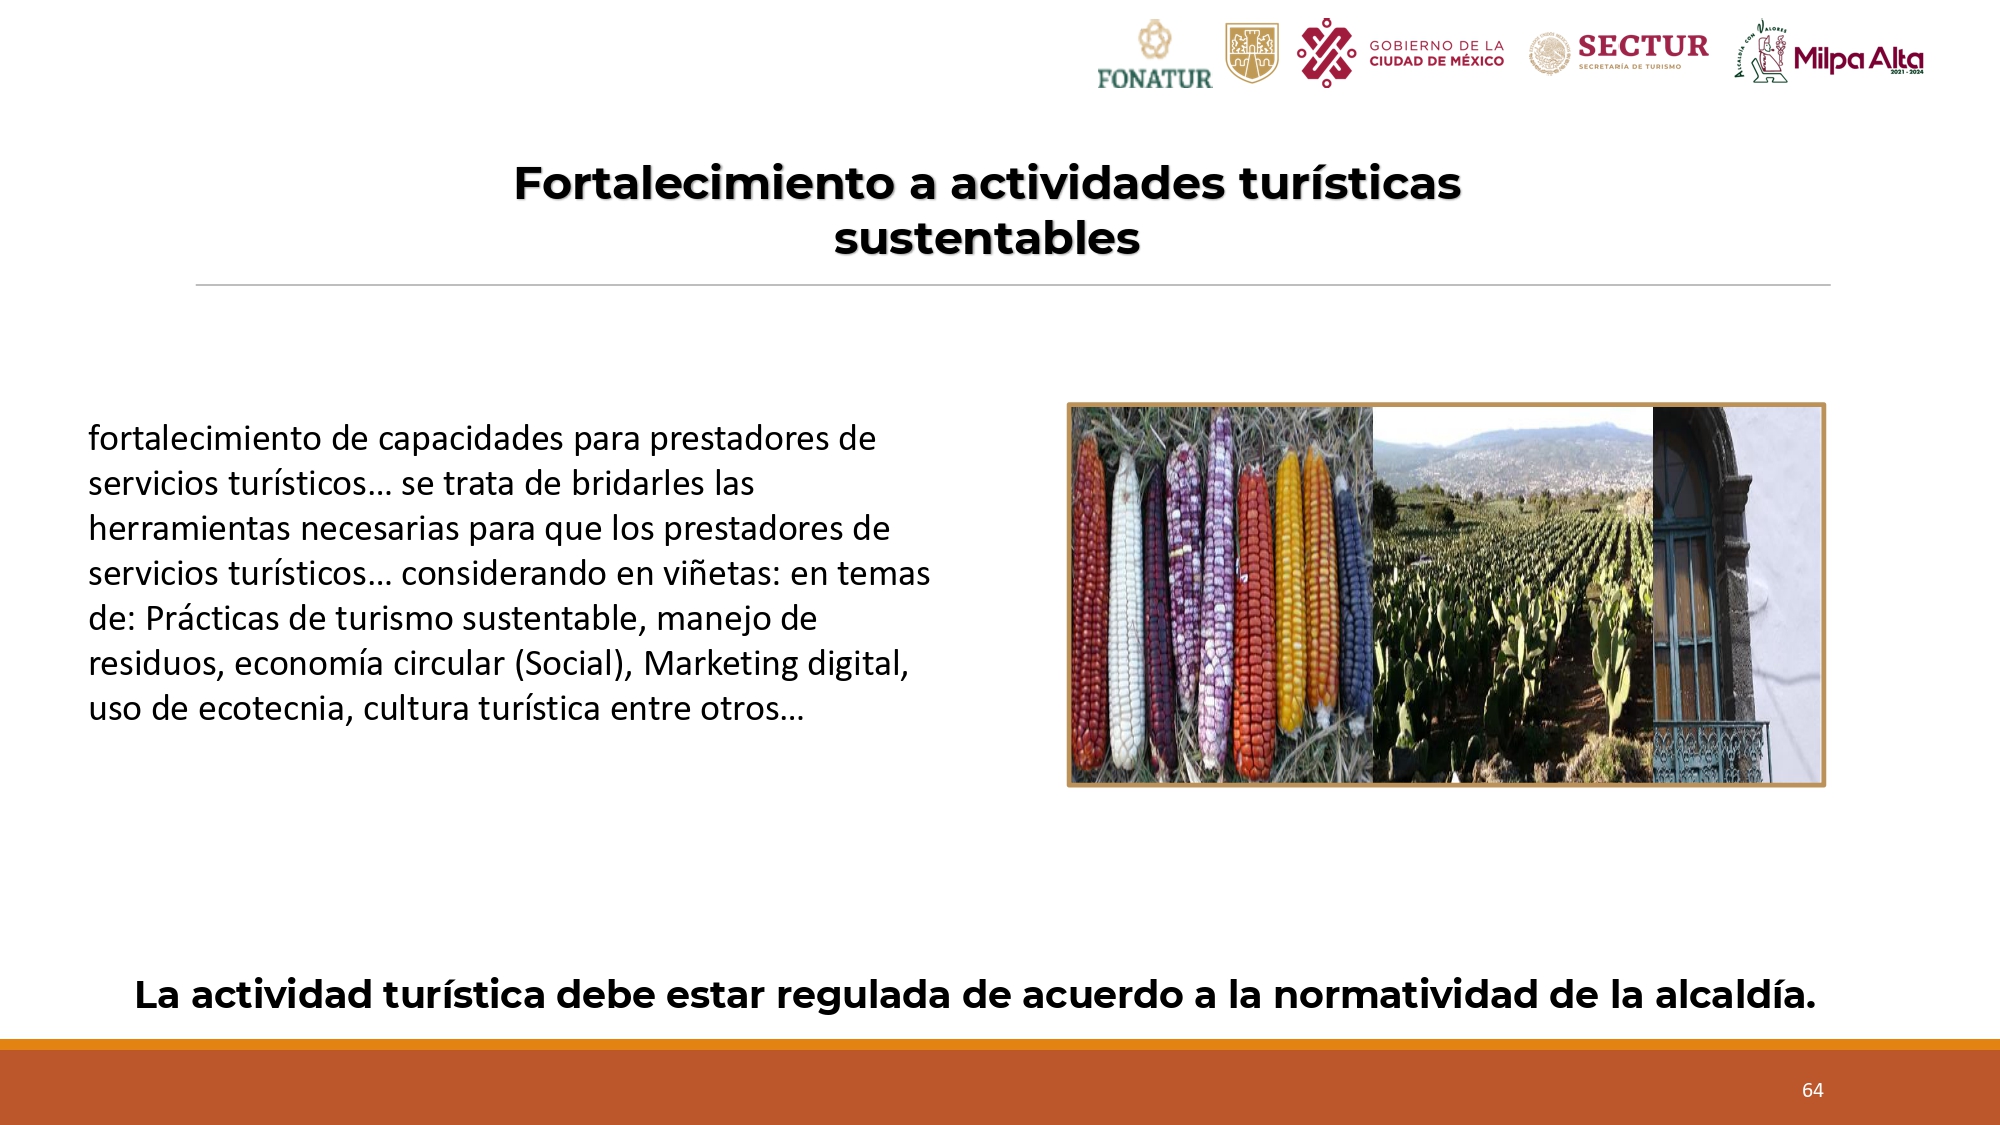 FONATUR
GOBIERNO DE LA
CIUDAD DE MÉXICO
SECTUR
SECRETARÍA DE TURISMO
ALCALDÍA CON VALORES
Milpa Alta
2021 - 2024
Fortalecimiento a actividades turísticas
sustentables
fortalecimiento de capacidades para prestadores de
servicios turísticos... se trata de bridarles las
herramientas necesarias para que los prestadores de
servicios turísticos... considerando en viñetas: en temas
de: Prácticas de turismo sustentable, manejo de
residuos, economía circular (Social), Marketing digital,
uso de ecotecnia, cultura turística entre otros...
La actividad turística debe estar regulada de acuerdo a la normatividad de la alcaldía.
64